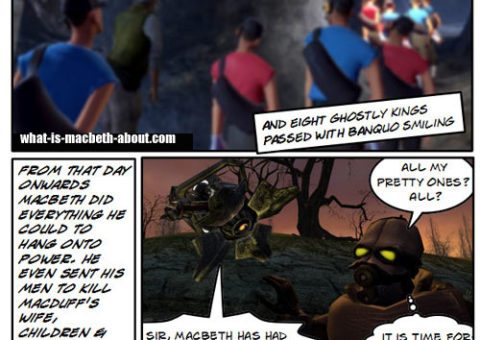 what-is-macbeth-about.com
AND EIGHT GHOSTLY KINGS
PASSED WITH BANQUO SMILING
FROM THAT DAY
ONWARDS
MACBETH DID
EVERYTHING HE
COULD TO
HANG ONTO
POWER. HE
EVEN SENT HIS
MEN TO KILL
MACDUFF'S
WIFE,
CHILDREN &
ALL MY
PRETTY ONES?
ALL?
SIR, MACBETH HAS HAD
IT IS TIME FOR